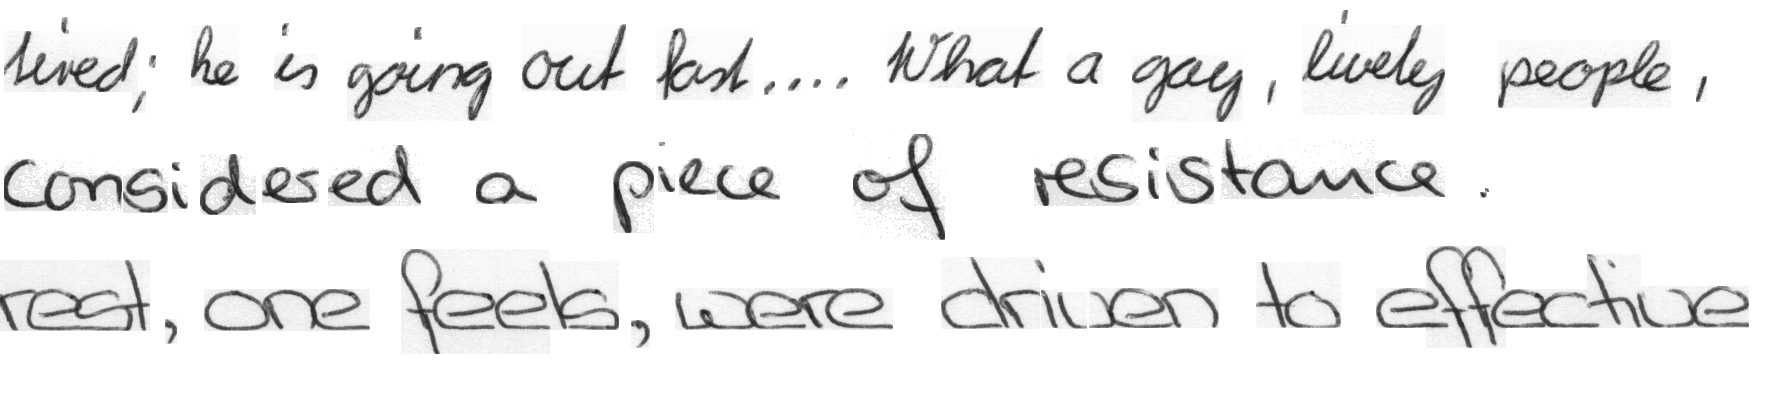 tired; he is going out fast.... What a gay, lively people,
considered a piece of resistance.
rest, one feels, were driven to effective